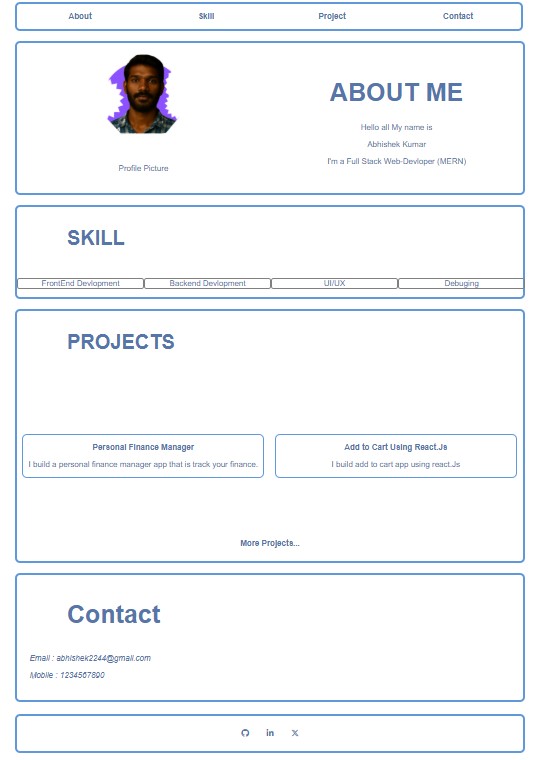 About Skill Project Contact
ABOUT ME
Hello all My name is
Abhishek Kumar
I'm a Full Stack Web-Devloper (MERN)
Profile Picture
SKILL
FrontEnd Devlopment Backend Devlopment UI/UX Debuging
PROJECTS
Personal Finance Manager
I build a personal finance manager app that is track your finance.
Add to Cart Using React.Js
I build add to cart app using react.Js
More Projects...
Contact
Email : abhishek2244@gmail.com
Mobile : 1234567890